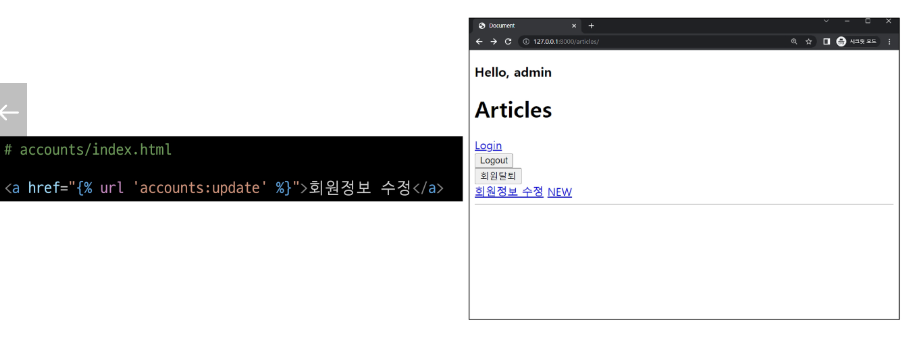 # accounts/index.html
<a href="{% url 'accounts:update' %}">회원정보 수정</a>
Document
127.0.0.1:8000/articles/
시크릿 모드
Hello, admin
Articles
Login
Logout
회원탈퇴
회원정보 수정 NEW